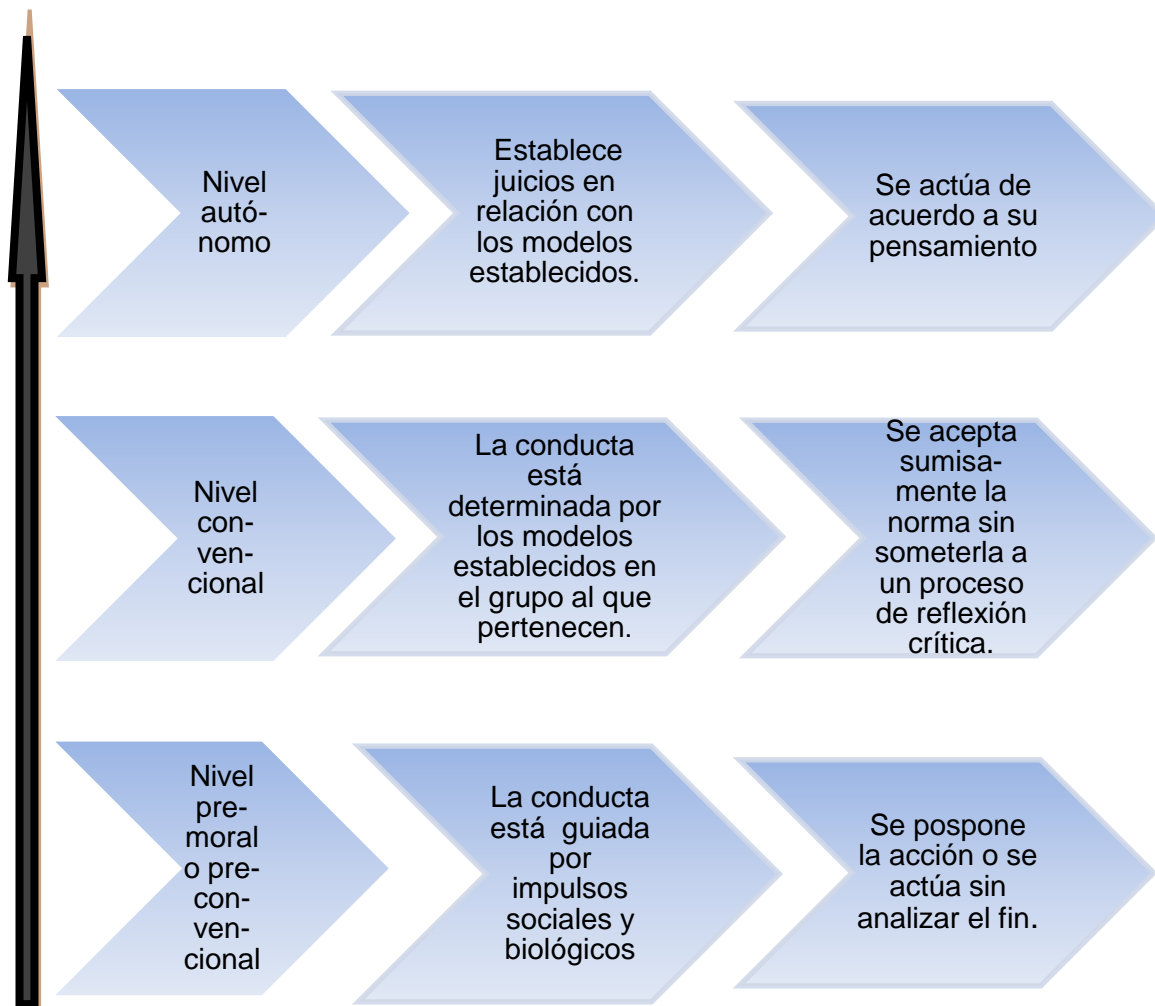 Nivel
autó-
nomo
Establece
juicios en
relación con
los modelos
establecidos.
Se actúa de
acuerdo a su
pensamiento
Nivel
con-
ven-
cional
La conducta
está
determinada por
los modelos
establecidos en
el grupo al que
pertenecen.
Se acepta
sumisa-
mente la
norma sin
someterla a
un proceso
de reflexión
crítica.
Nivel
pre-
moral
o pre-
con-
ven-
cional
La conducta
está guiada
por
impulsos
sociales y
biológicos
Se pospone
la acción o se
actúa sin
analizar el fin.